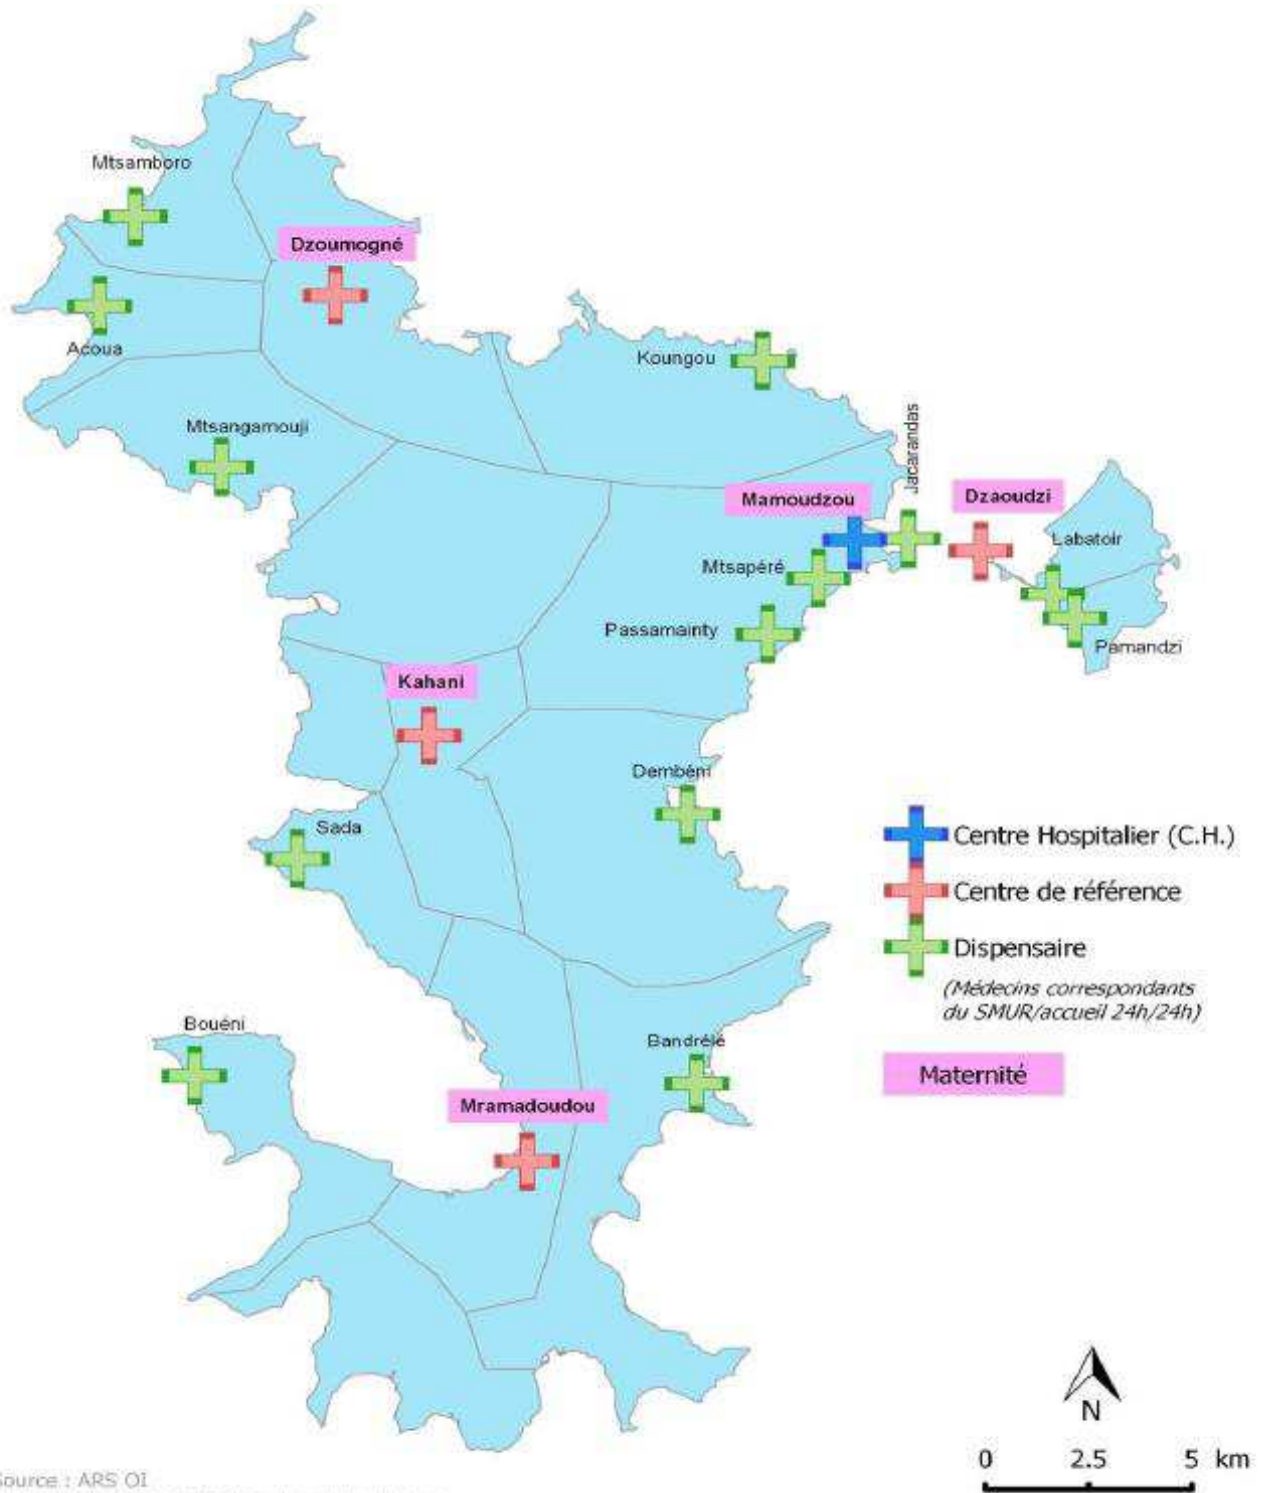 Mtsamboro
Dzoumogné
Acoua
Koungou
Mtsangamouji
Jacarandas
Mamoudzou
Dzaoudzi
Labatoir
Mtsapéré
Passamainty
Pamandzi
Kahani
Dembéni
Sada
Centre Hospitalier (C.H.)
Centre de référence
Dispensaire
(Médecins correspondants
du SMUR/accueil 24h/24h)
Bouéni
Bandrélé
Maternité
Mramadoudou
N
0 2.5 5 km
Source : ARS OI